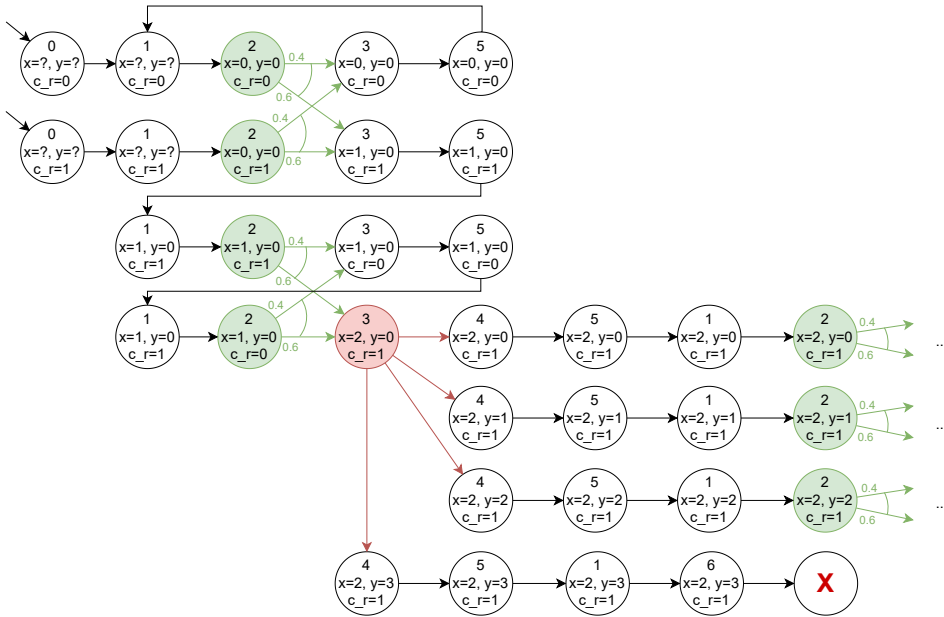 0
x=?, y=?
c_r=0
1
x=?, y=?
c_r=0
2
x=0, y=0
c_r=0
0.4
0.6
3
x=0, y=0
c_r=0
5
x=0, y=0
c_r=0
0
x=?, y=?
c_r=1
1
x=?, y=?
c_r=1
2
x=0, y=0
c_r=1
0.4
0.6
3
x=1, y=0
c_r=1
5
x=1, y=0
c_r=1
1
x=1, y=0
c_r=1
2
x=1, y=0
c_r=1
0.4
0.6
3
x=1, y=0
c_r=0
5
x=1, y=0
c_r=0
1
x=1, y=0
c_r=1
2
x=1, y=0
c_r=0
0.4
0.6
3
x=2, y=0
c_r=1
4
x=2, y=0
c_r=1
5
x=2, y=0
c_r=1
1
x=2, y=0
c_r=1
2
x=2, y=0
c_r=1
0.4
0.6
..
4
x=2, y=1
c_r=1
5
x=2, y=1
c_r=1
1
x=2, y=1
c_r=1
2
x=2, y=1
c_r=1
0.4
0.6
..
4
x=2, y=2
c_r=1
5
x=2, y=2
c_r=1
1
x=2, y=2
c_r=1
2
x=2, y=2
c_r=1
0.4
0.6
..
4
x=2, y=3
c_r=1
5
x=2, y=3
c_r=1
1
x=2, y=3
c_r=1
6
x=2, y=3
c_r=1
X